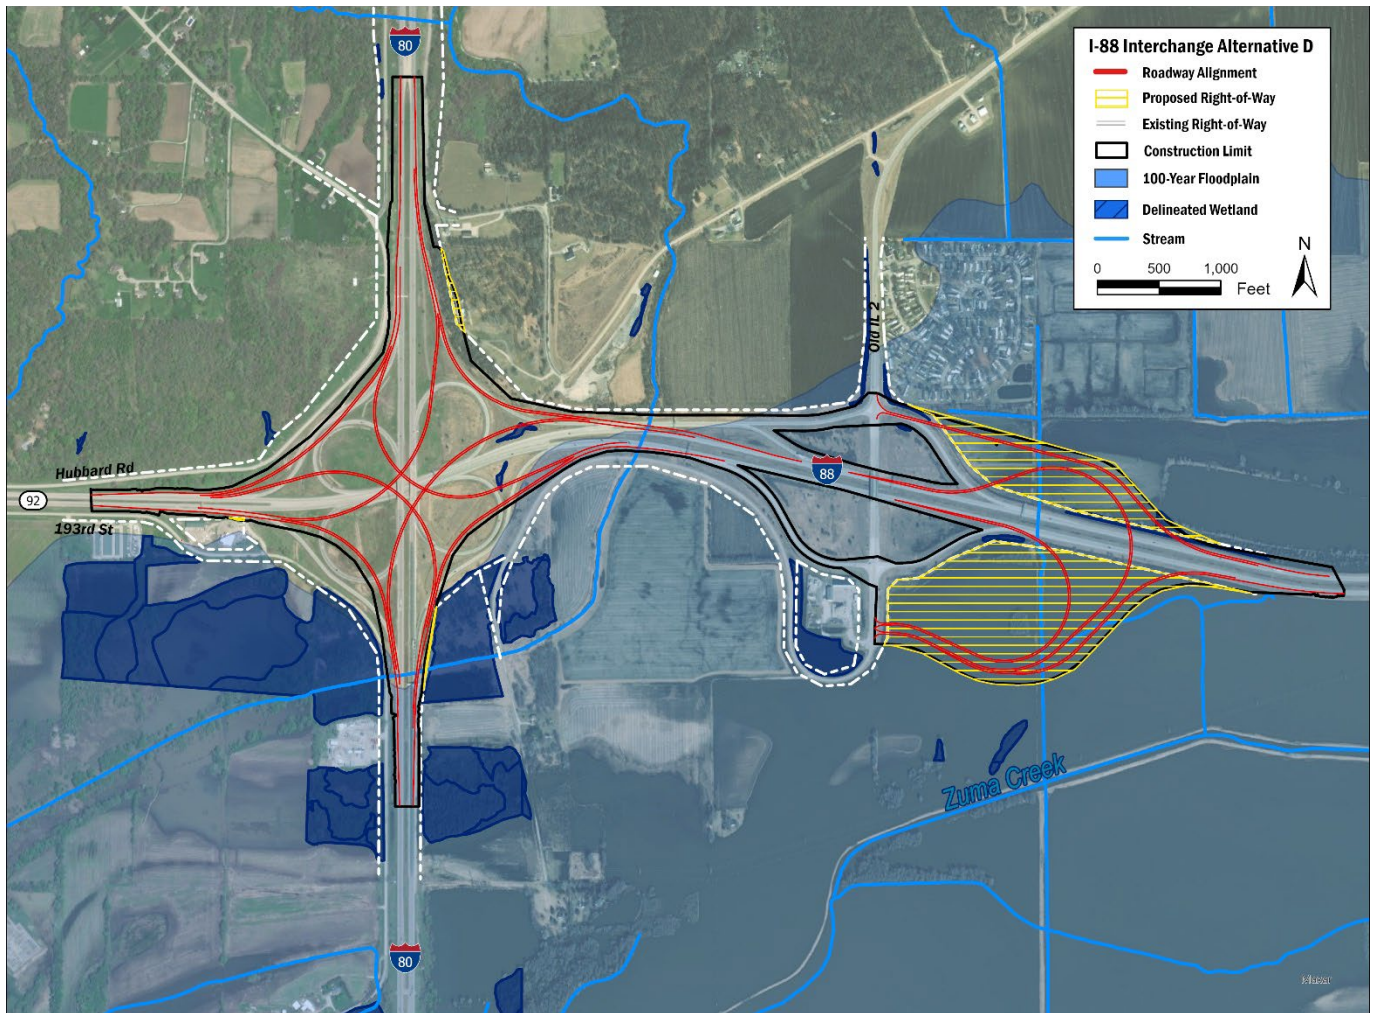 80
I-88 Interchange Alternative D
Roadway Alignment
Proposed Right-of-Way
Existing Right-of-Way
Construction Limit
100-Year Floodplain
Delineated Wetland
Stream
N
0 500 1,000
Feet
Old IL 2
Hubbard Rd
92
88
193rd St
Zuma Creek
80
Maxar